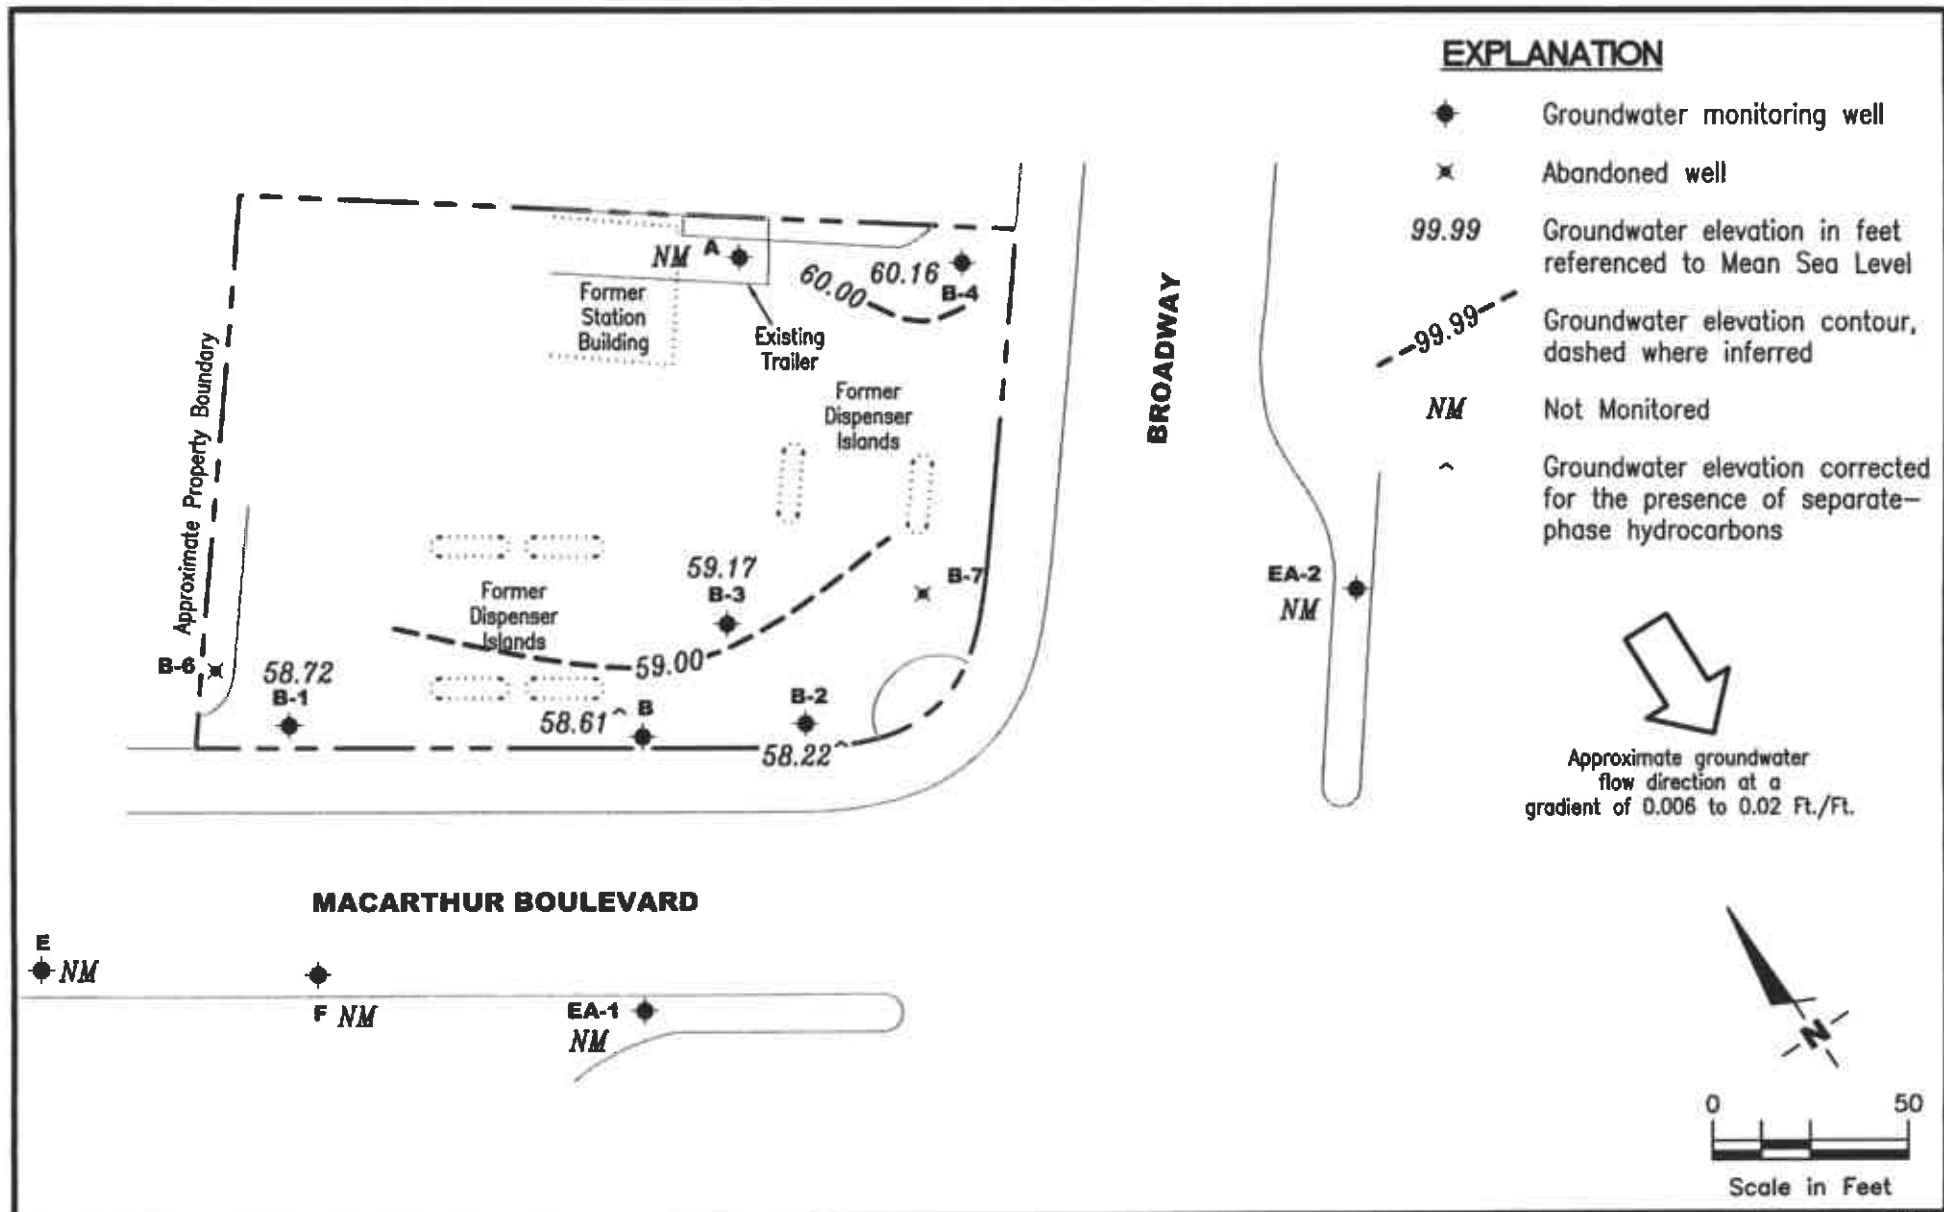 EXPLANATION
Groundwater monitoring well
Abandoned well
99.99
Groundwater elevation in feet
referenced to Mean Sea Level
99.99
Groundwater elevation contour,
dashed where inferred
NM
Not Monitored
^
Groundwater elevation corrected
for the presence of separate-
phase hydrocarbons
NM A
60.00
60.16
B-4
Former
Station
Building
Existing
Trailer
Approximate Property Boundary
Former
Dispenser
Islands
BROADWAY
59.17
B-3
B-7
Former
Dispenser
Islands
EA-2
NM
B-6
58.72
B-1
59.00
58.61^ B
B-2
58.22^
Approximate groundwater
flow direction at a
gradient of 0.006 to 0.02 Ft./Ft.
MACARTHUR BOULEVARD
E
NM
F NM
EA-1
NM
N
0 50
Scale in Feet